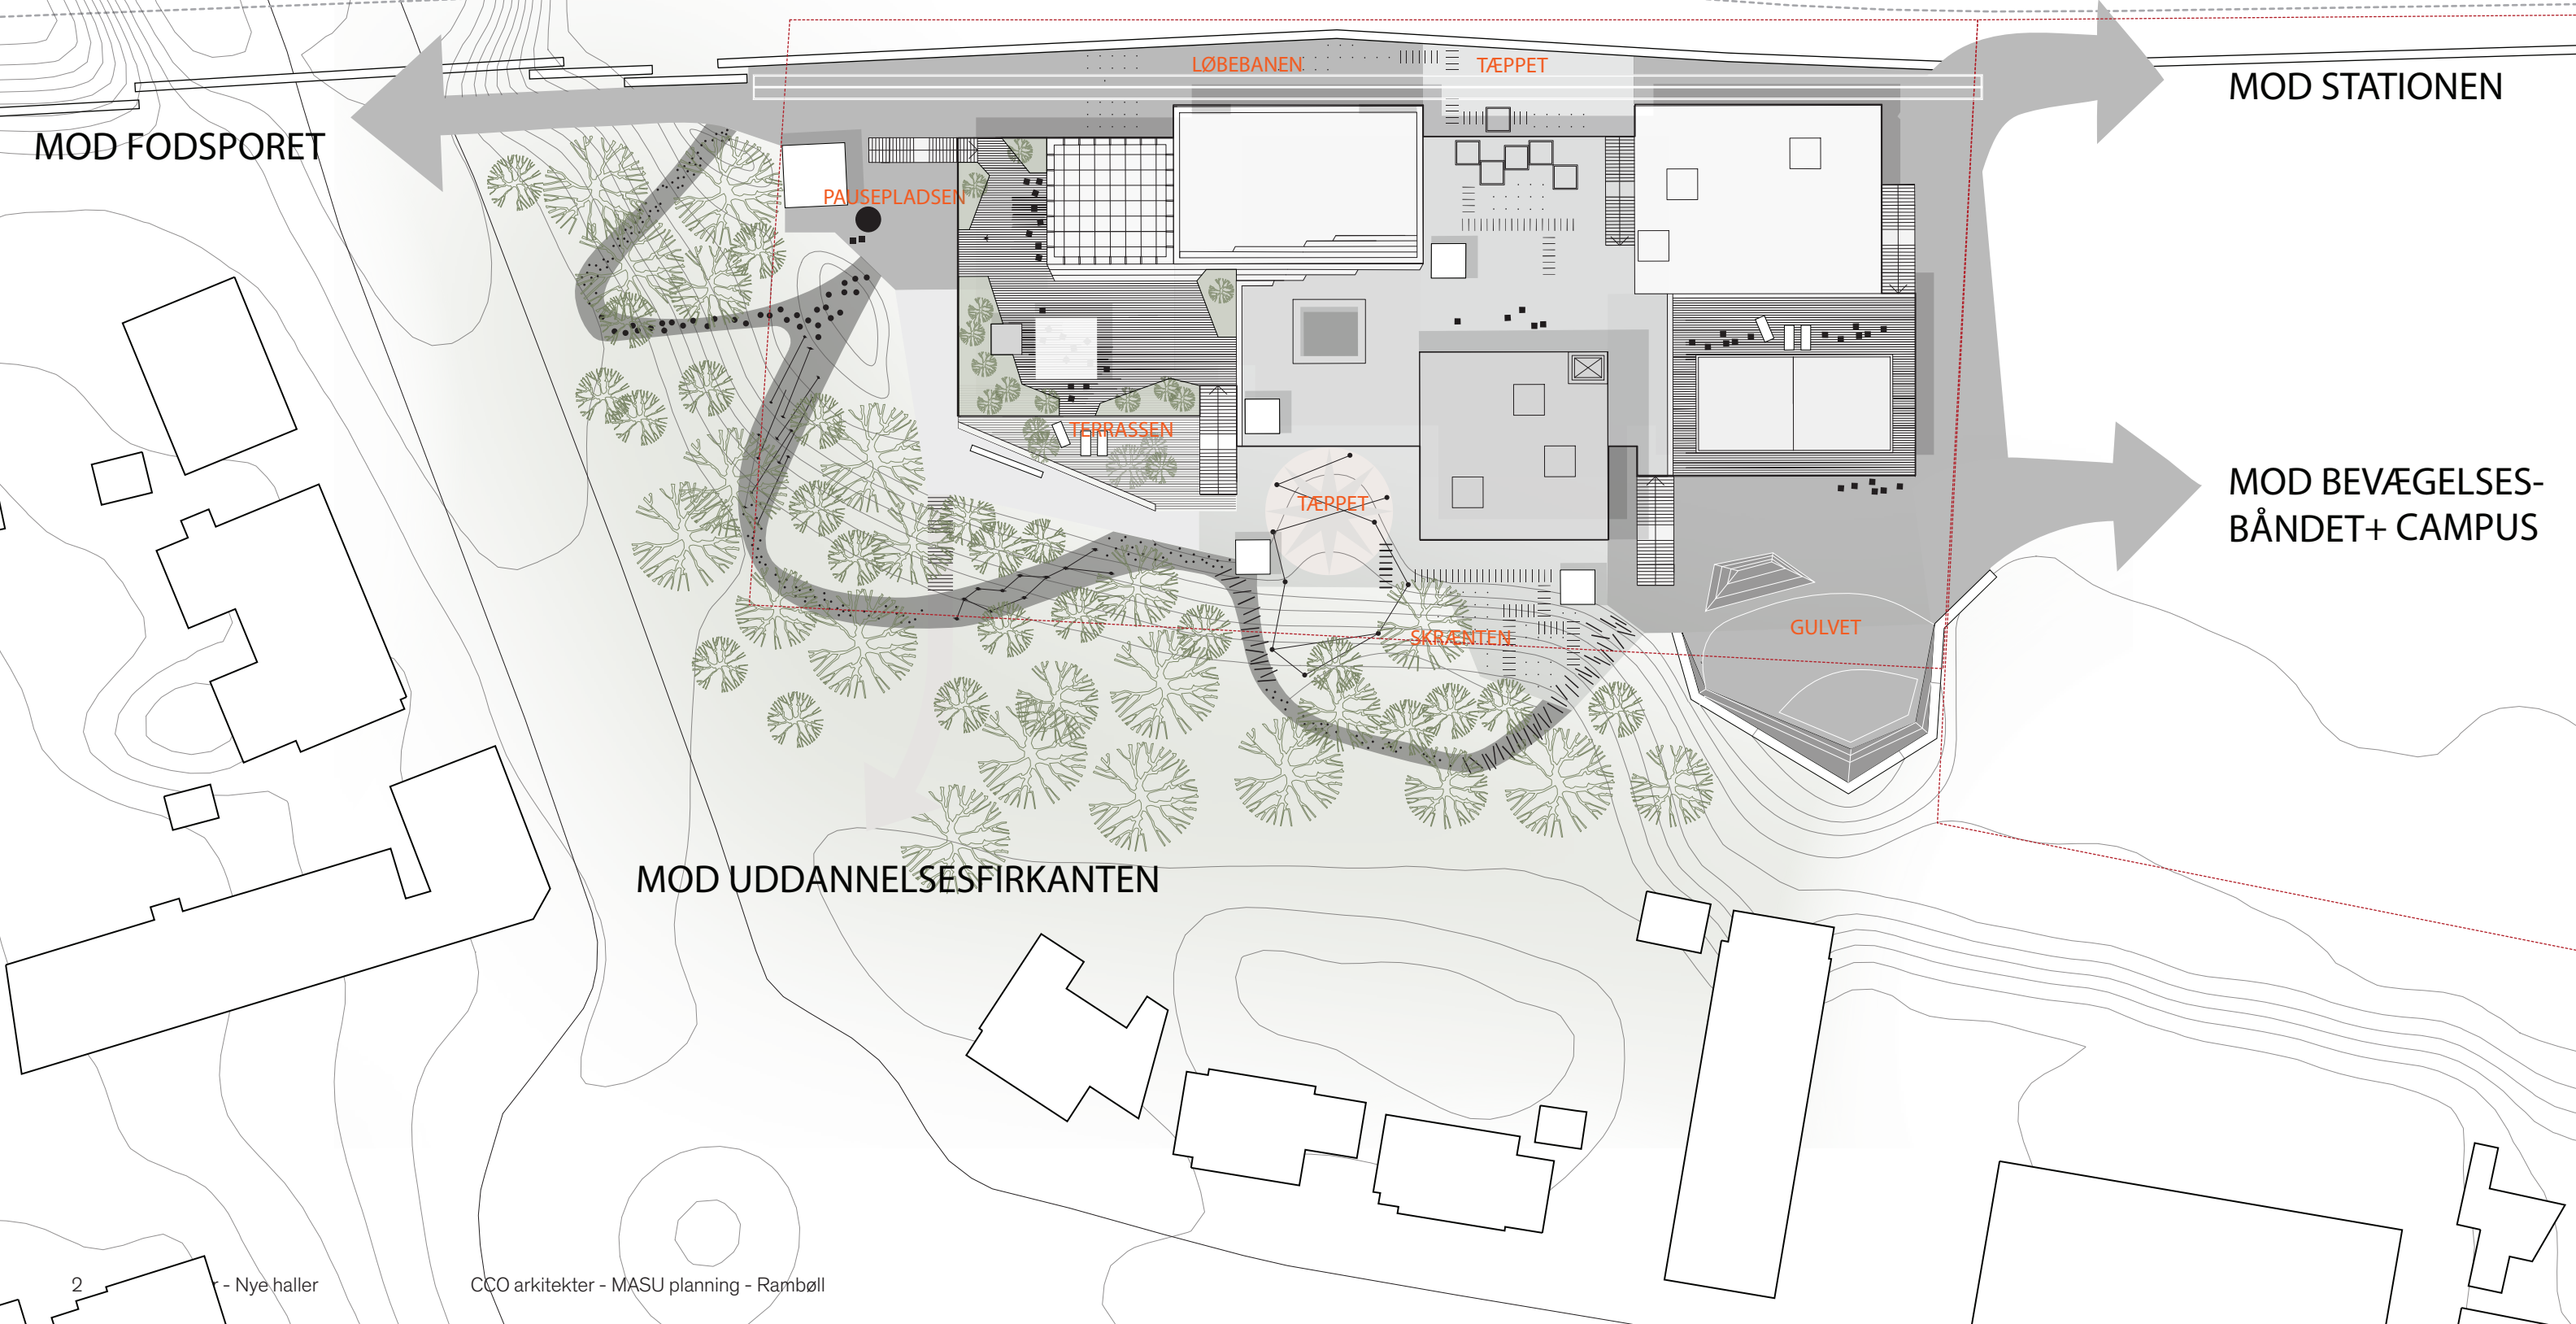 LØBEBANEN
TÆPPET
MOD STATIONEN
MOD FODSPORET
PAUSEPLADSEN
TERRASSEN
TÆPPET
MOD BEVÆGELSES-
BÅNDET+ CAMPUS
GULVET
SKRÆNTEN
MOD UDDANNELSESFIRKANTEN
2
- Nye haller
CCO arkitekter - MASU planning - Rambøll